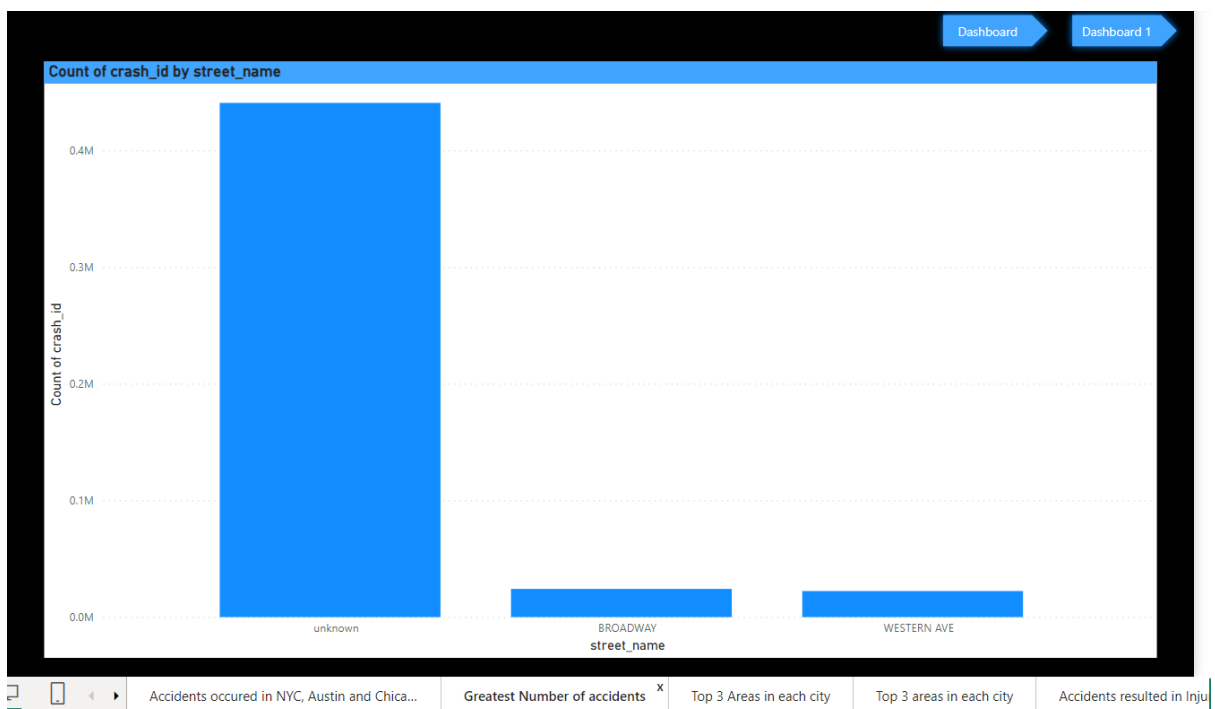 Dashboard
Dashboard 1
Count of crash_id by street_name
0.4M
0.3M
0.2M
0.1M
0.0M
Count of crash_id
unknown
BROADWAY
WESTERN AVE
street_name
Accidents occured in NYC, Austin and Chica...
Greatest Number of accidents
x
Top 3 Areas in each city
Top 3 areas in each city
Accidents resulted in Inju